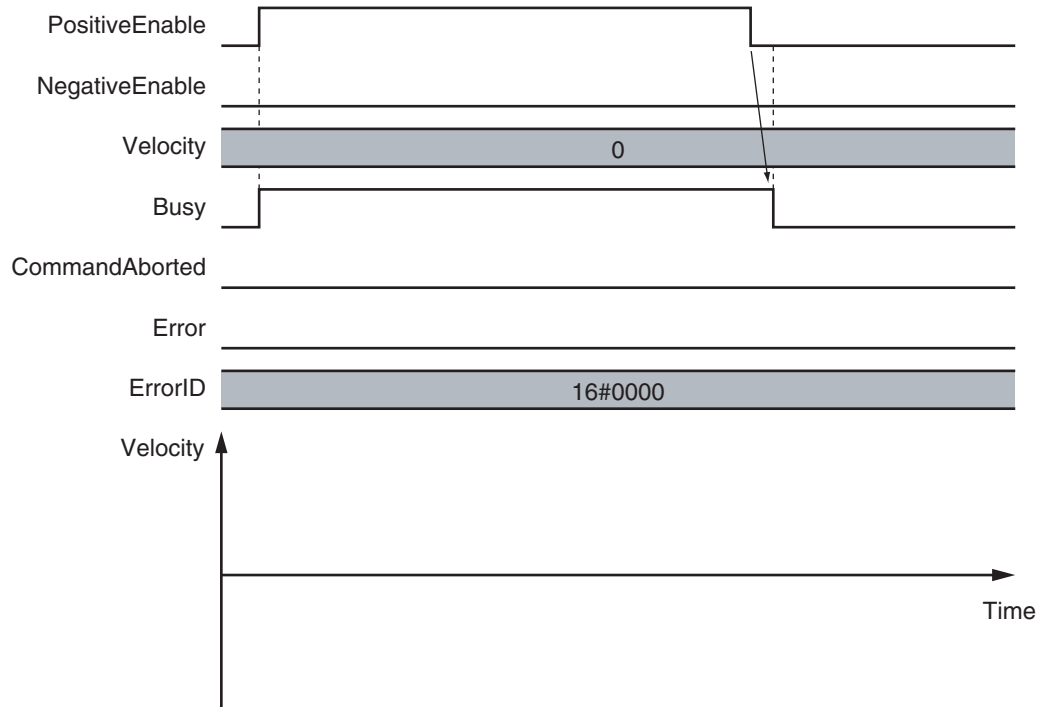 PositiveEnable
NegativeEnable
Velocity
0
Busy
CommandAborted
Error
ErrorID
16#0000
Velocity
Time